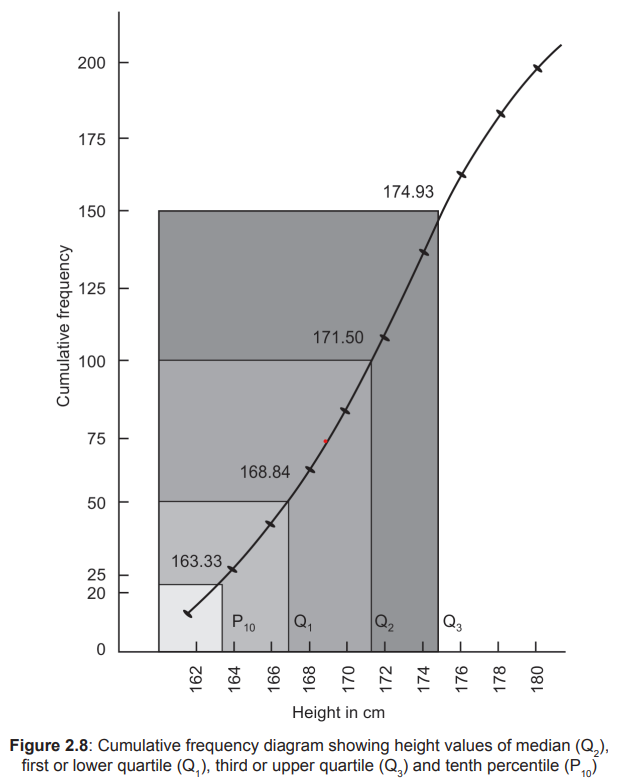 200
175
174.93
150
125
171.50
100
75
168.84
50
163.33
25
20
0
Cumulative frequency
P10 Q1 Q2 Q3
162 164 166 168 170 172 174 176 178 180
Height in cm
Figure 2.8: Cumulative frequency diagram showing height values of median (Q2),
first or lower quartile (Q1), third or upper quartile (Q3) and tenth percentile (P10)